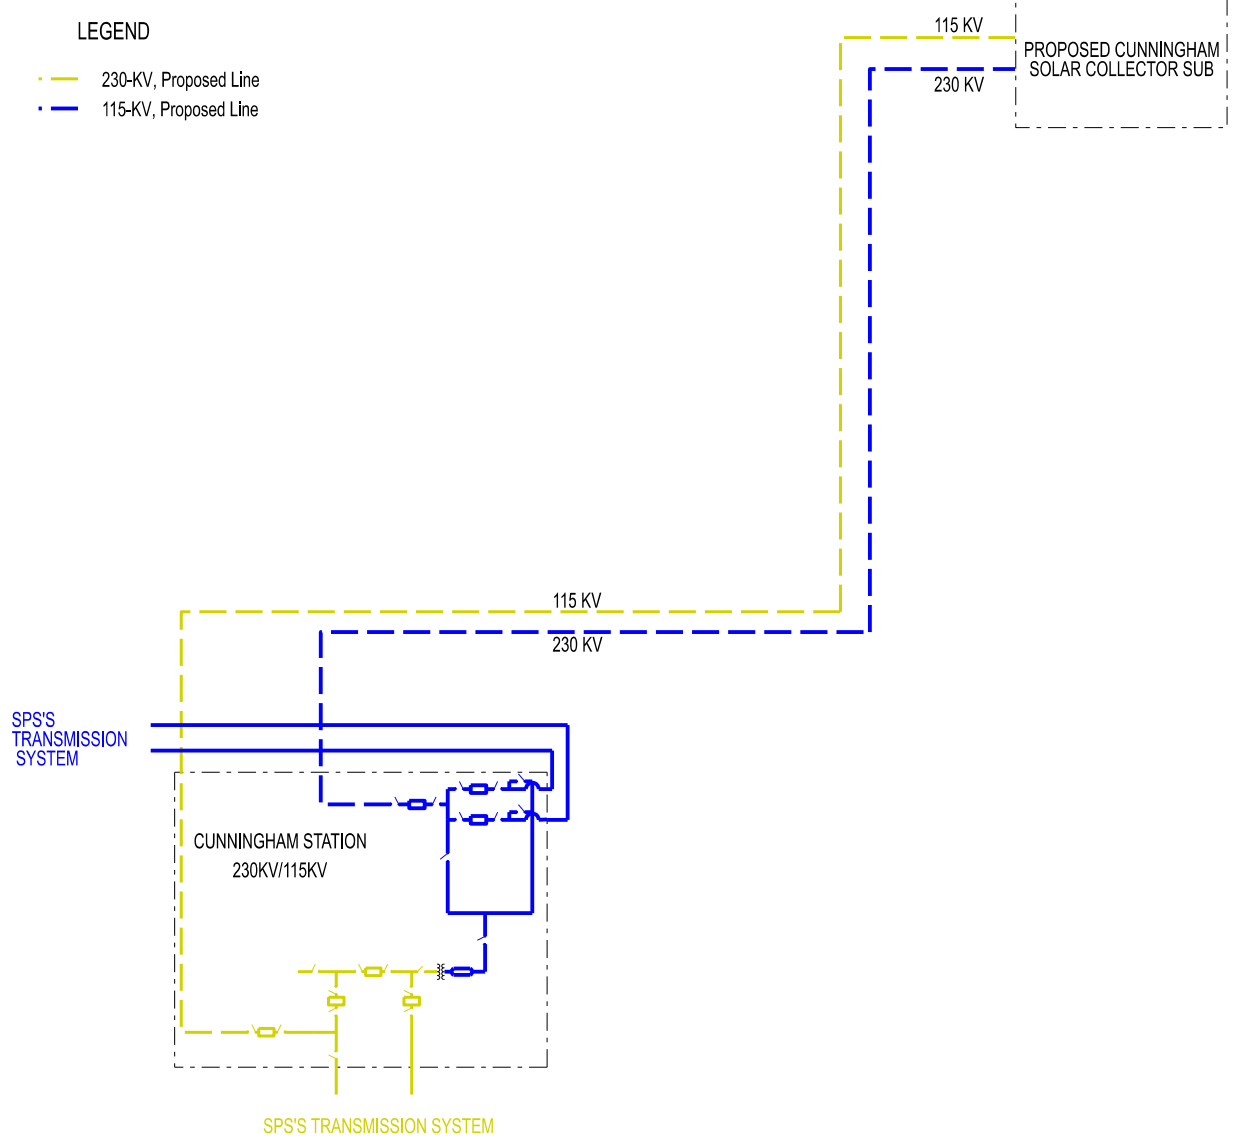 LEGEND
230-KV, Proposed Line
115-KV, Proposed Line
115 KV
230 KV
PROPOSED CUNNINGHAM
SOLAR COLLECTOR SUB
115 KV
230 KV
SPS'S
TRANSMISSION
SYSTEM
CUNNINGHAM STATION
230KV/115KV
SPS'S TRANSMISSION SYSTEM